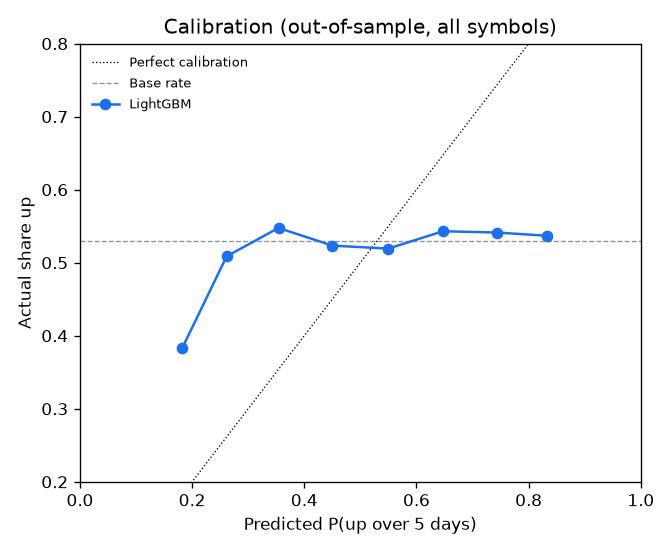 Calibration (out-of-sample, all symbols)
Perfect calibration
Base rate
LightGBM
Actual share up
0.8
0.7
0.6
0.5
0.4
0.3
0.2
0.0 0.2 0.4 0.6 0.8 1.0
Predicted P(up over 5 days)